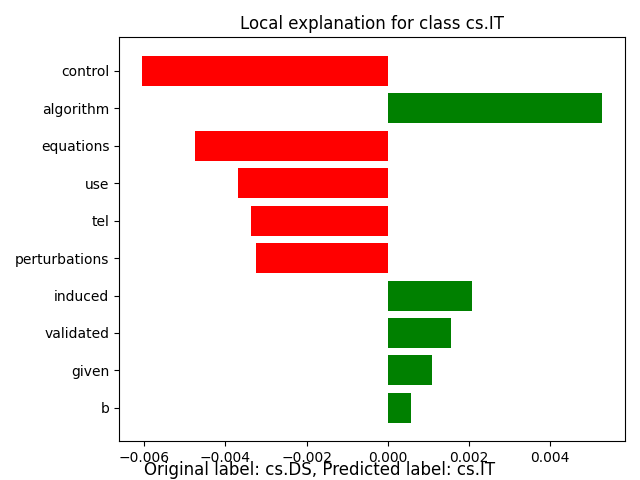 Local explanation for class cs.IT
control
algorithm
equations
use
tel
perturbations
induced
validated
given
b
−0.006 −0.004 −0.002 0.000 0.002 0.004
Original label: cs.DS, Predicted label: cs.IT